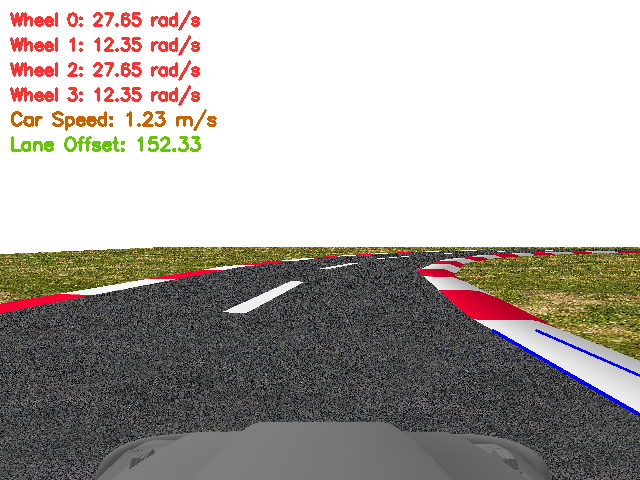 Wheel 0: 27.65 rad/s
Wheel 1: 12.35 rad/s
Wheel 2: 27.65 rad/s
Wheel 3: 12.35 rad/s
Car Speed: 1.23 m/s
Lane Offset: 152.33